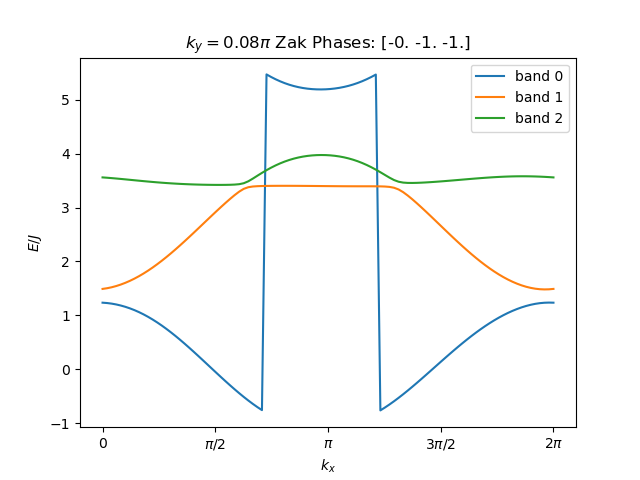 $k_y = 0.08\pi$ Zak Phases: [-0. -1. -1.]
band 0
band 1
band 2
E/J
5
4
3
2
1
0
−1
0
π/2
π
3π/2
2π
$k_x$